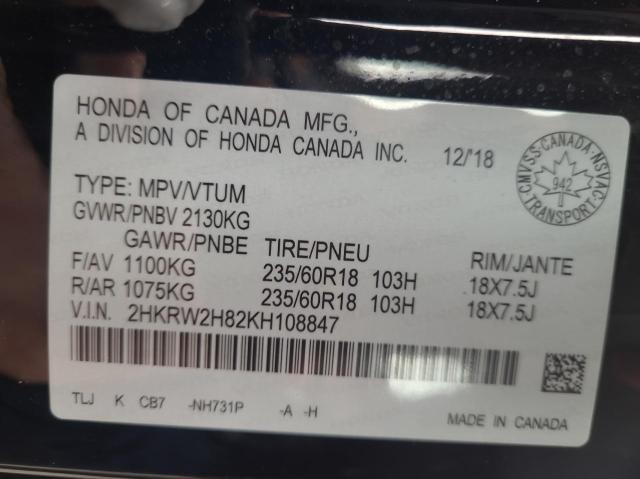 HONDA OF CANADA MFG.,
A DIVISION OF HONDA CANADA INC. 12/'18
CMVSS-CANADA-NSVAC
942
TRANSPORT
TYPE: MPV/VTUM
GVWR/PNBV 2130KG
GAWR/PNBE TIRE/PNEU RIM/JANTE
F/AV 1100KG 235/60R18 103H 18X7.5J
R/AR 1075KG 235/60R18 103H 18X7.5J
V.I.N. 2HKRW2H82KH108847
TLJ K CB7 -NH731P -A -H
MADE IN CANADA